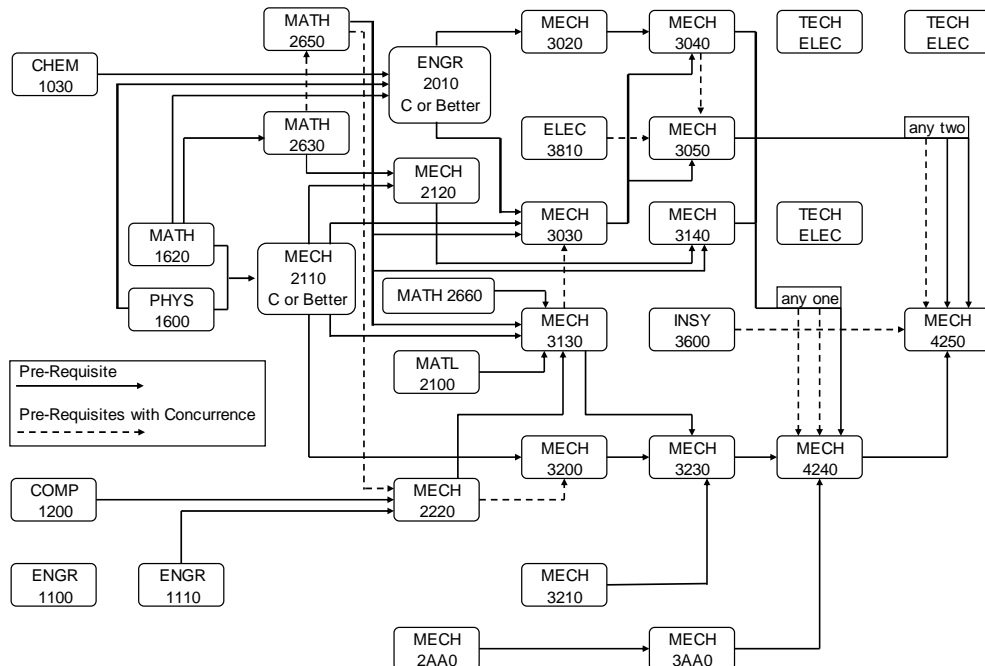 MATH
2650
MECH
3020
MECH
3040
TECH
ELEC
TECH
ELEC
CHEM
1030
ENGR
2010
C or Better
MATH
2630
ELEC
3810
MECH
3050
any two
MECH
2120
MATH
1620
MECH
3030
MECH
3140
TECH
ELEC
MECH
2110
C or Better
PHYS
1600
MATH 2660
any one
MECH
3130
INSY
3600
MECH
4250
MATL
2100
Pre-Requisite
Pre-Requisites with Concurrence
MECH
3200
MECH
3230
MECH
4240
COMP
1200
MECH
2220
ENGR
1100
ENGR
1110
MECH
3210
MECH
2AA0
MECH
3AA0